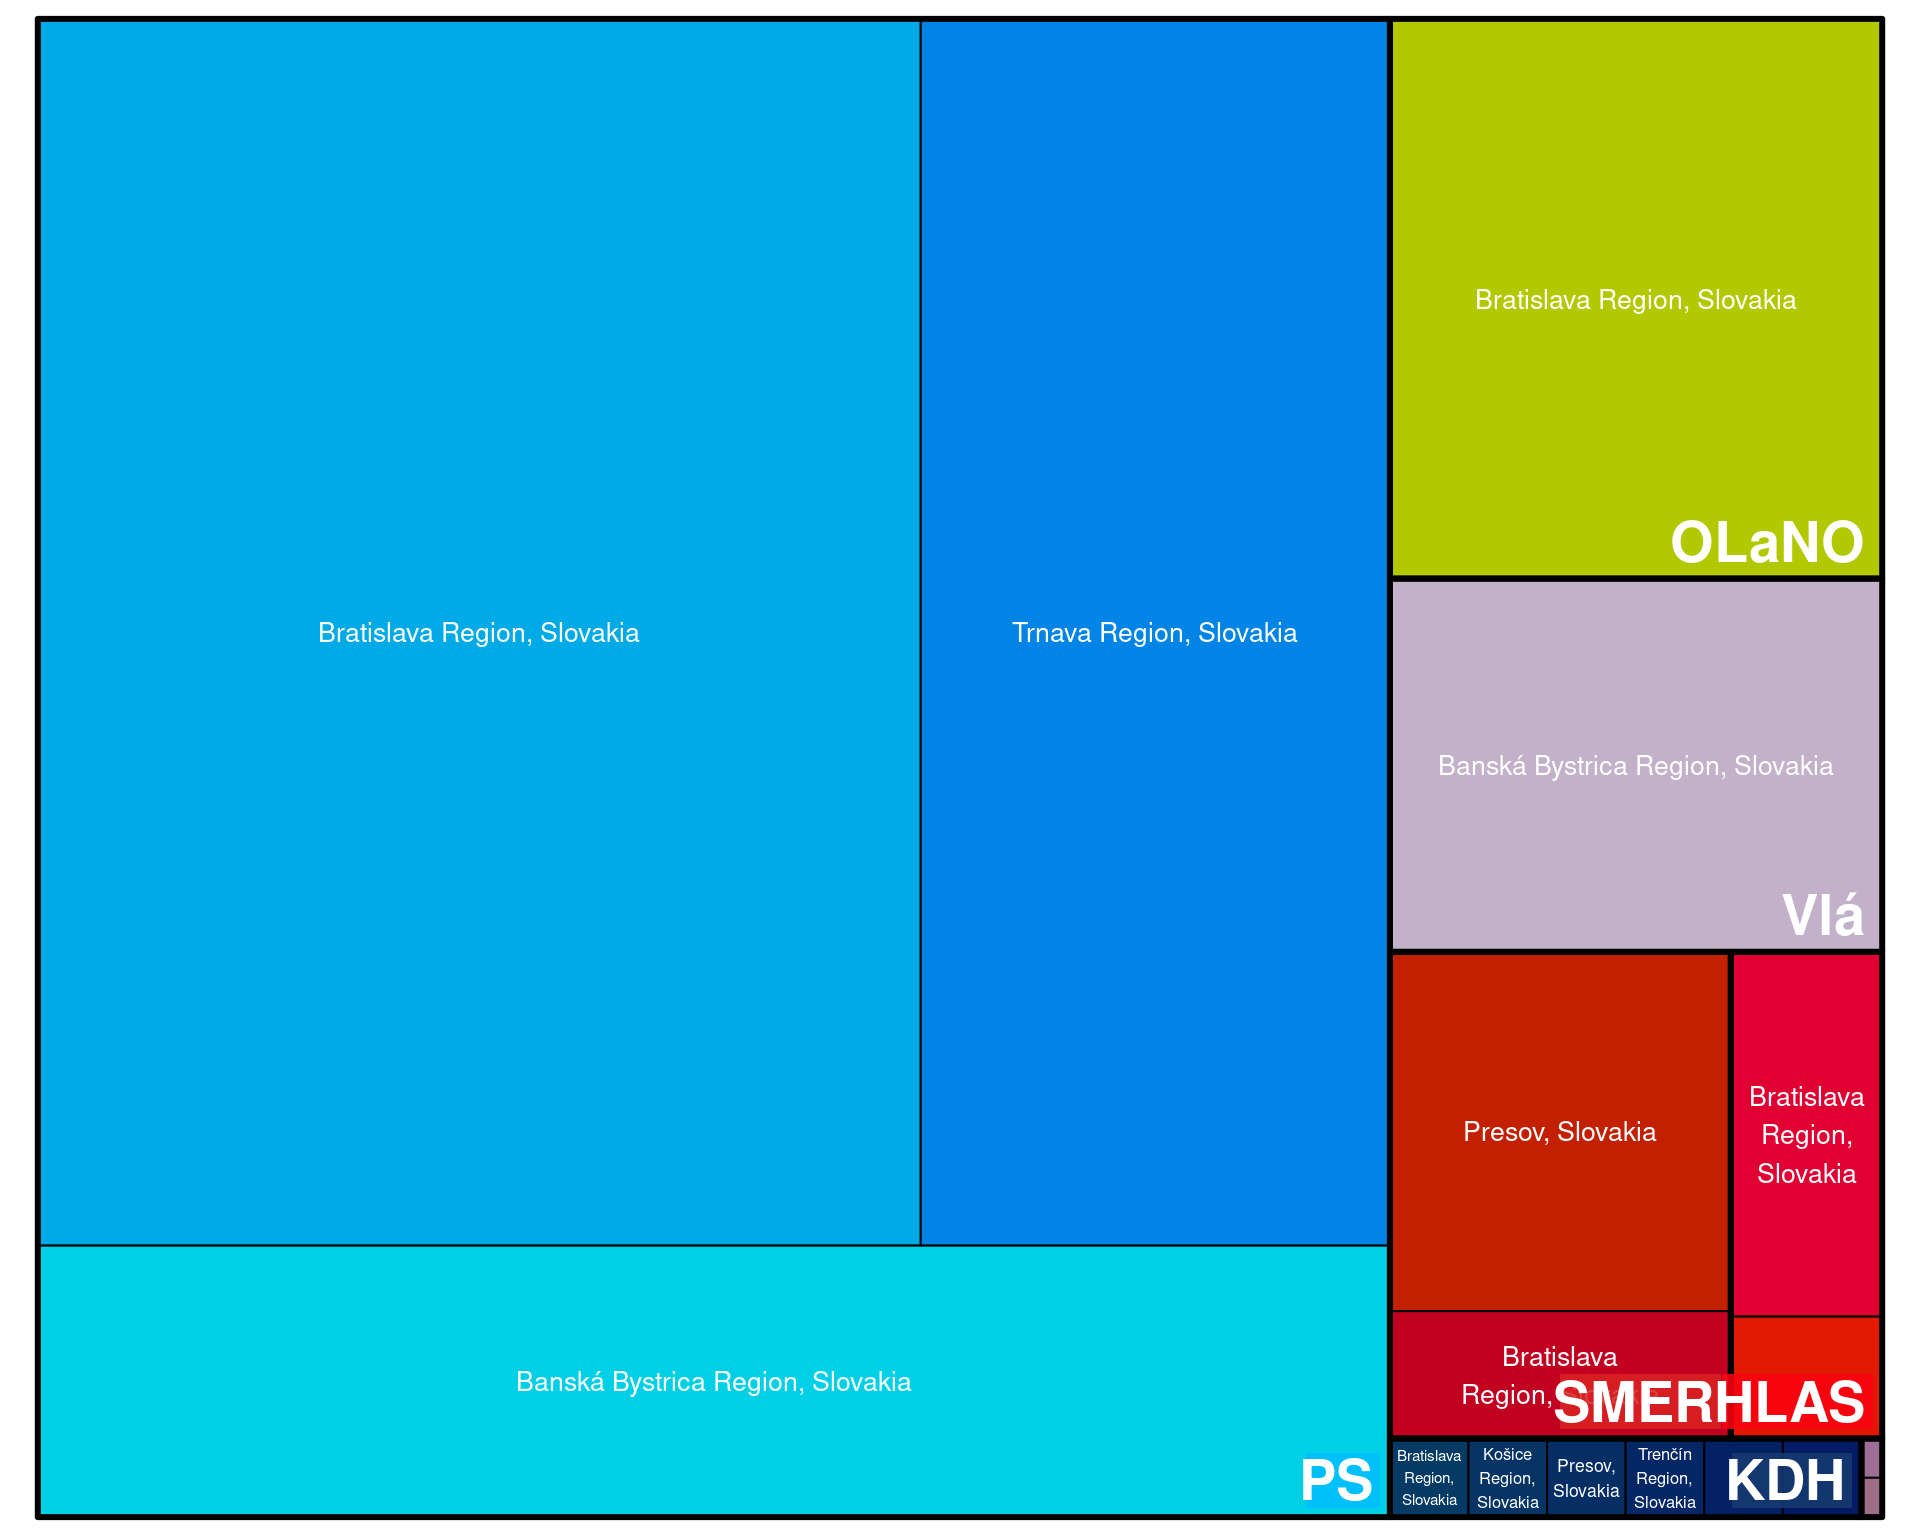 Bratislava Region, Slovakia
Trnava Region, Slovakia
Banská Bystrica Region, Slovakia
PS
Bratislava Region, Slovakia
OLaNO
Banská Bystrica Region, Slovakia
Vlá
Presov, Slovakia
Bratislava
Region,
SMER
Bratislava
Region,
Slovakia
HLAS
Bratislava
Region,
Slovakia
Košice
Region,
Slovakia
Presov,
Slovakia
Trenčín
Region,
Slovakia
KDH